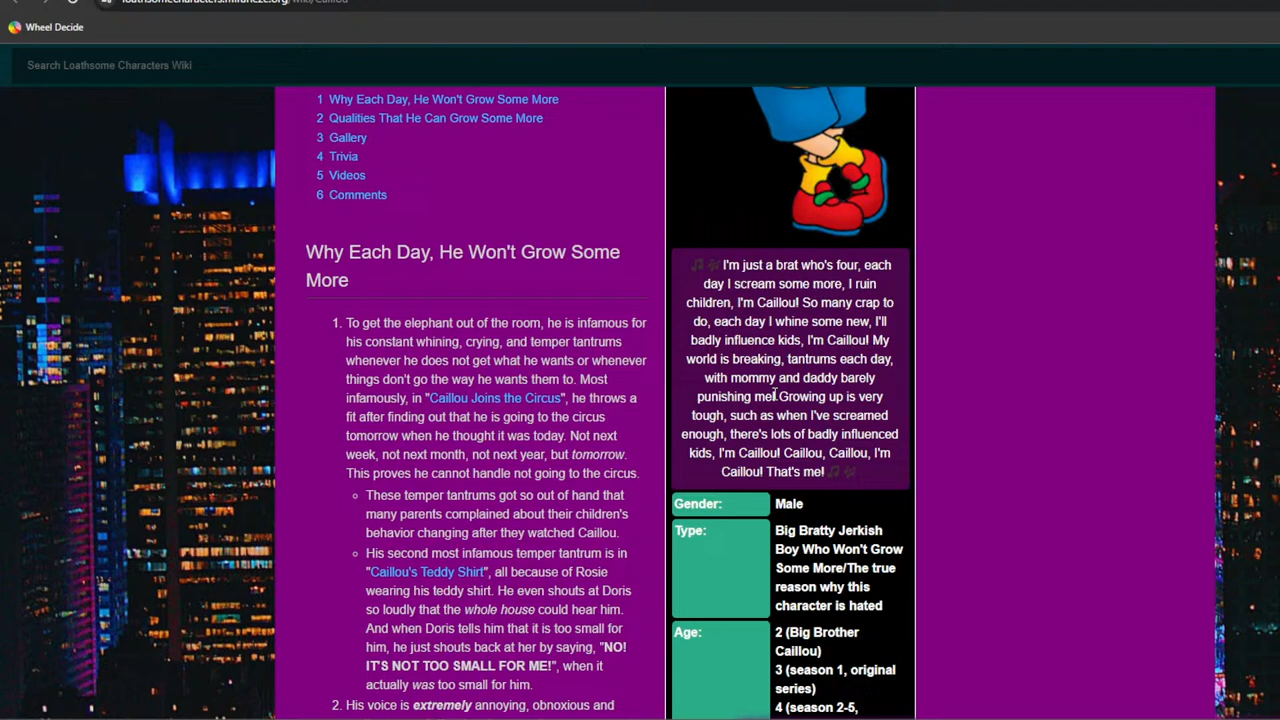 loathsomecharacters.miraheze.org/wiki/Caillou
Wheel Decide
Search Loathsome Characters Wiki
1 Why Each Day, He Won't Grow Some More
2 Qualities That He Can Grow Some More
3 Gallery
4 Trivia
5 Videos
6 Comments
Why Each Day, He Won't Grow Some
More
1. To get the elephant out of the room, he is infamous for
his constant whining, crying, and temper tantrums
whenever he does not get what he wants or whenever
things don't go the way he wants them to. Most
infamously, in "Caillou Joins the Circus", he throws a
fit after finding out that he is going to the circus
tomorrow when he thought it was today. Not next
week, not next month, not next year, but tomorrow.
This proves he cannot handle not going to the circus.
These temper tantrums got so out of hand that
many parents complained about their children's
behavior changing after they watched Caillou.
His second most infamous temper tantrum is in
"Caillou's Teddy Shirt", all because of Rosie
wearing his teddy shirt. He even shouts at Doris
so loudly that the whole house could hear him.
And when Doris tells him that it is too small for
him, he just shouts back at her by saying, "NO!
IT'S NOT TOO SMALL FOR ME!", when it
actually was too small for him.
2. His voice is extremely annoying, obnoxious and
🎵 🎶 I'm just a brat who's four, each
day I scream some more, I ruin
children, I'm Caillou! So many crap to
do, each day I whine some new, I'll
badly influence kids, I'm Caillou! My
world is breaking, tantrums each day,
with mommy and daddy barely
punishing me! Growing up is very
tough, such as when I've screamed
enough, there's lots of badly influenced
kids, I'm Caillou! Caillou, Caillou, I'm
Caillou! That's me! 🎵 🎶
Gender: Male
Type: Big Bratty Jerkish
Boy Who Won't Grow
Some More/The true
reason why this
character is hated
Age: 2 (Big Brother
Caillou)
3 (season 1, original
series)
4 (season 2-5,